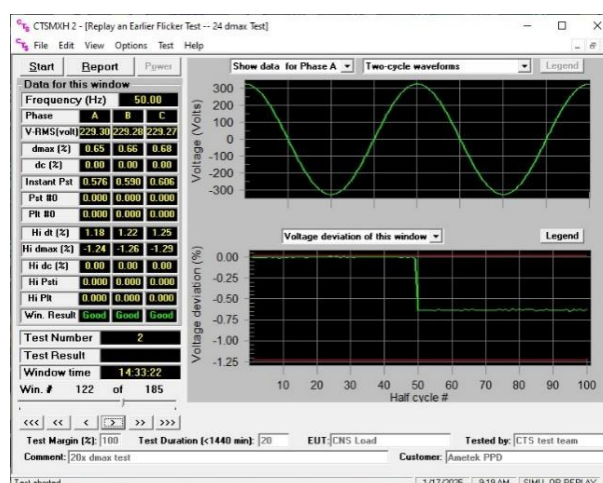 CTSMXH 2 - [Replay an Earlier Flicker Test -- 24 dmax Test]
File Edit View Options Test Help
Start Report Power
Show data for Phase A Two-cycle waveforms Legend
Data for this window
Frequency (Hz) 50.00
Phase A B C
V-RMS(volt) 229.30 229.28 229.27
dmax (%) 0.65 0.66 0.68
dc (%) 0.00 0.00 0.00
Instant Pst 0.576 0.590 0.606
Pst #0 0.000 0.000 0.000
Plt #0 0.000 0.000 0.000
Hi dt (%) 1.18 1.22 1.25
Hi dmax (%) -1.24 -1.26 -1.29
Hi dc (%) 0.00 0.00 0.00
Hi Psti 0.000 0.000 0.000
Hi Plt 0.000 0.000 0.000
Win. Result Good Good Good
Test Number 2
Test Result
Window time 14:33:22
Win. # 122 of 185
<<< << < > >> >>>
Voltage (Volts)
300
200
100
0
-100
-200
-300
Voltage deviation of this window Legend
Voltage deviation (%)
0.00
-0.25
-0.50
-0.75
-1.00
-1.25
10 20 30 40 50 60 70 80 90 100
Half cycle #
Test Margin (%): 100 Test Duration (<1440 min): 20 EUT: CNS Load Tested by: CTS test team
Comment: 20x dmax test Customer: Ametek PPD
1/17/2025 9:19 AM SIMU. OR REPLAY